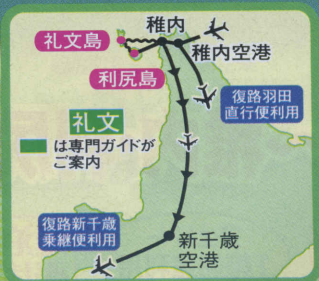 稚内
礼文島
稚内空港
利尻島
復路羽田
直行便利用
礼文
は専門ガイドが
ご案内
復路新千歳
乗継便利用
新千歳
空港